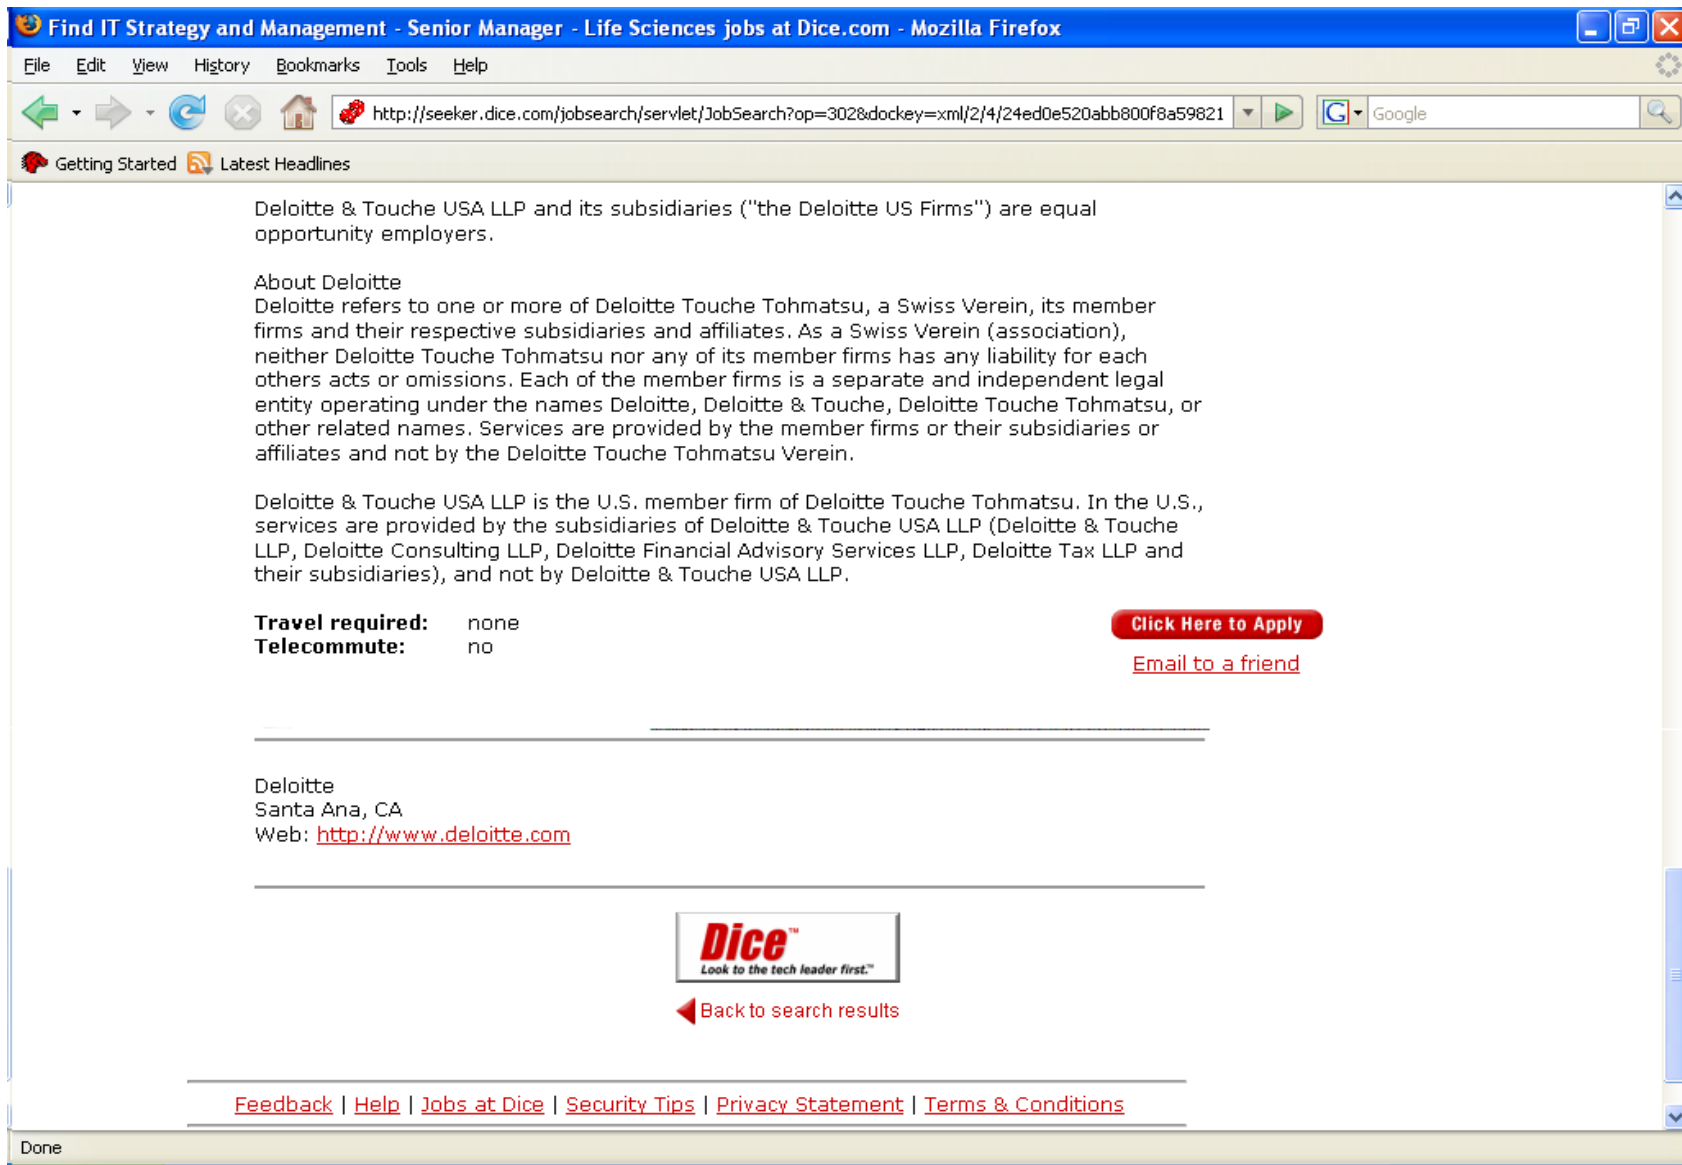 Find IT Strategy and Management - Senior Manager - Life Sciences jobs at Dice.com - Mozilla Firefox
File Edit View History Bookmarks Tools Help
http://seeker.dice.com/jobsearch/servlet/JobSearch?op=302&dockey=xml/2/4/24ed0e520abb800f8a59821
G Google
Getting Started Latest Headlines
Deloitte & Touche USA LLP and its subsidiaries ("the Deloitte US Firms") are equal
opportunity employers.
About Deloitte
Deloitte refers to one or more of Deloitte Touche Tohmatsu, a Swiss Verein, its member
firms and their respective subsidiaries and affiliates. As a Swiss Verein (association),
neither Deloitte Touche Tohmatsu nor any of its member firms has any liability for each
others acts or omissions. Each of the member firms is a separate and independent legal
entity operating under the names Deloitte, Deloitte & Touche, Deloitte Touche Tohmatsu, or
other related names. Services are provided by the member firms or their subsidiaries or
affiliates and not by the Deloitte Touche Tohmatsu Verein.
Deloitte & Touche USA LLP is the U.S. member firm of Deloitte Touche Tohmatsu. In the U.S.,
services are provided by the subsidiaries of Deloitte & Touche USA LLP (Deloitte & Touche
LLP, Deloitte Consulting LLP, Deloitte Financial Advisory Services LLP, Deloitte Tax LLP and
their subsidiaries), and not by Deloitte & Touche USA LLP.
Travel required: none
Telecommute: no
Click Here to Apply
Email to a friend
Deloitte
Santa Ana, CA
Web: http://www.deloitte.com
Dice™
Look to the tech leader first.™
Back to search results
Feedback | Help | Jobs at Dice | Security Tips | Privacy Statement | Terms & Conditions
Done